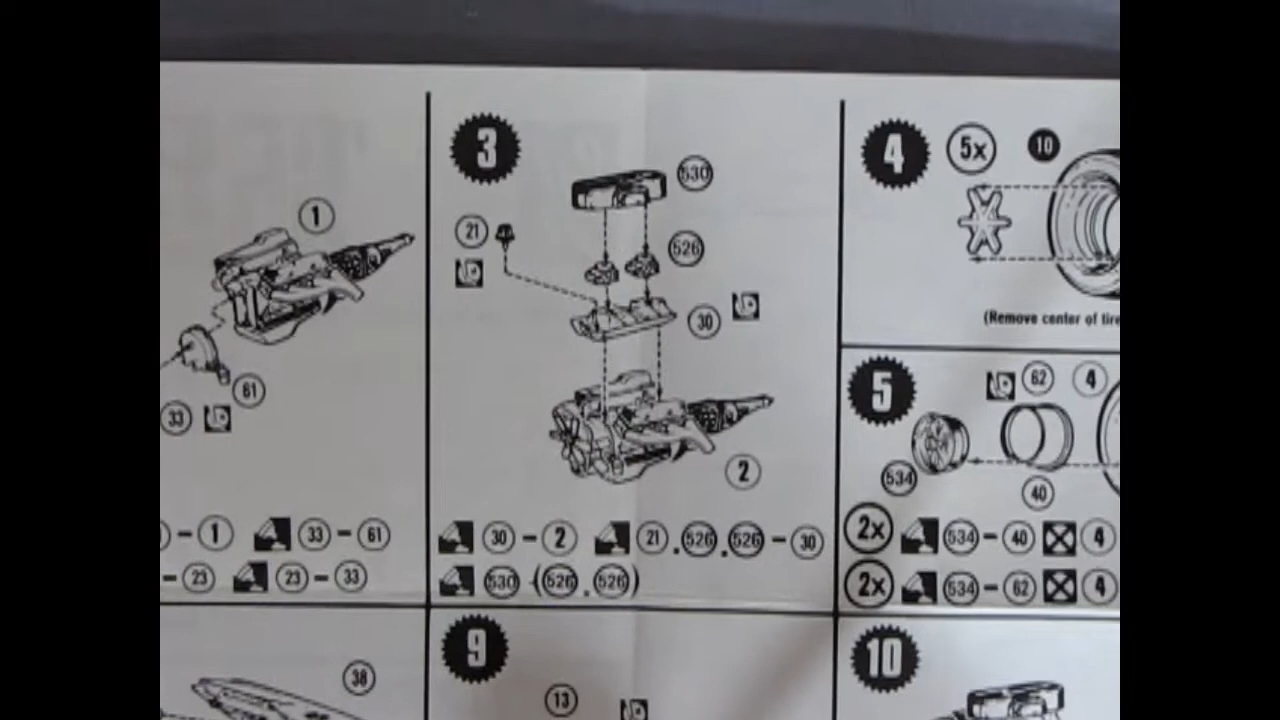 1
61
33
- 1 33 - 61
- 23 23 - 33
3
530
21
526
30
2
30 - 2 21 . 526 . 526 - 30
530 - (526 . 526)
4 5x 10
(Remove center of tire
5
62 4
534
40
2x 534 - 40 4
2x 534 - 62 4
38
9
13
10